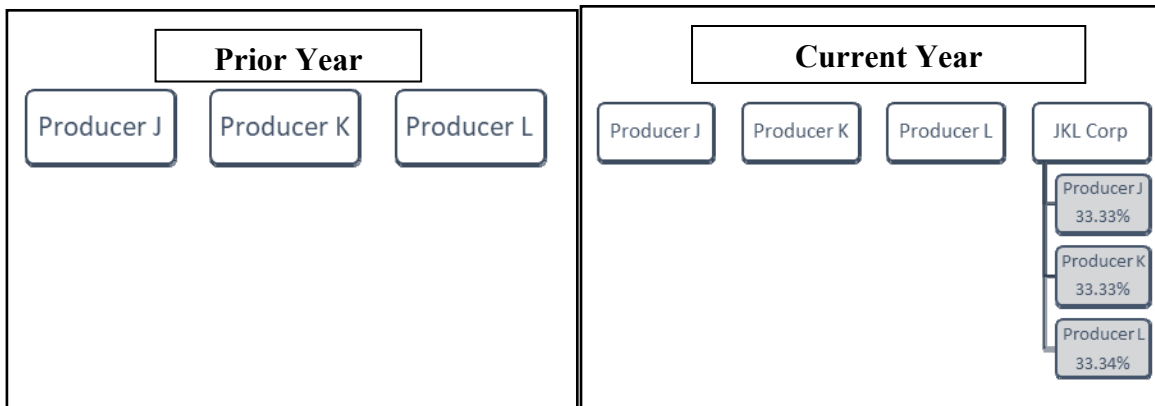 Prior Year
Producer J
Producer K
Producer L
Current Year
Producer J
Producer K
Producer L
JKL Corp
Producer J
33.33%
Producer K
33.33%
Producer L
33.34%